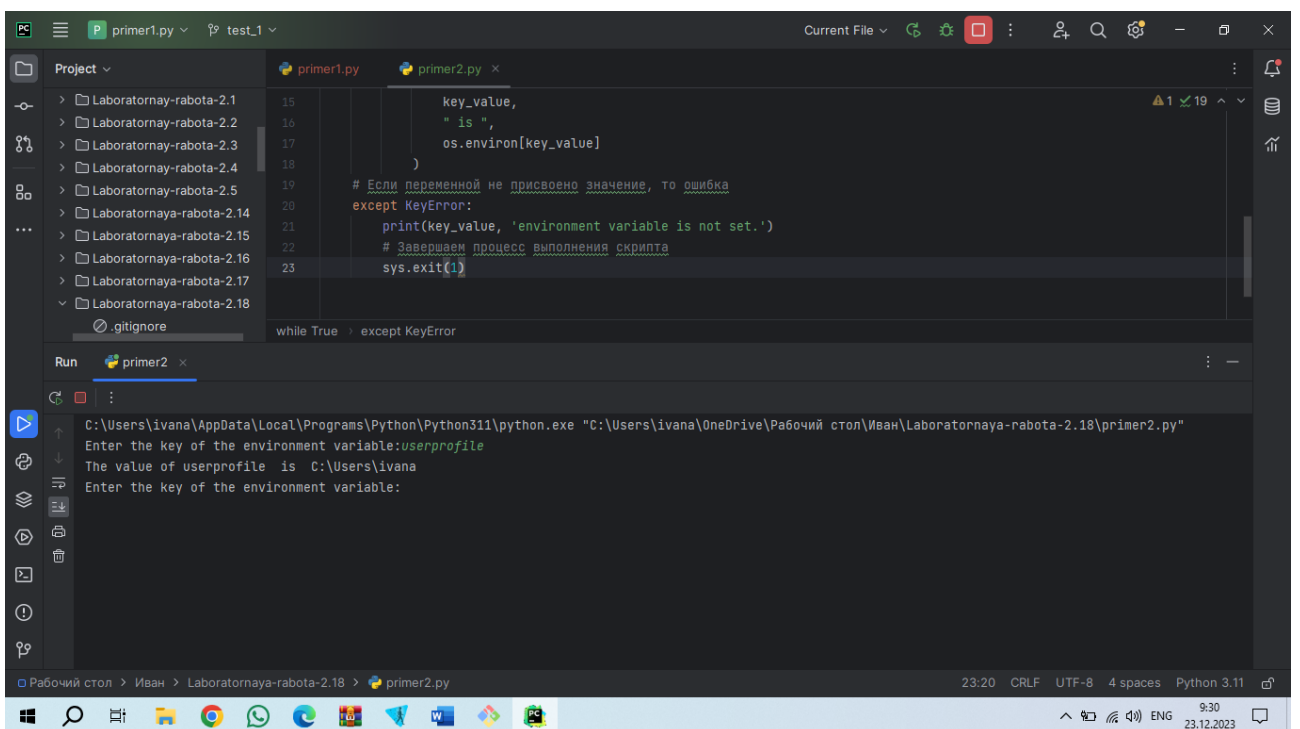 PC
P primer1.py
test_1
Current File
Project
primer1.py
primer2.py
Laboratornay-rabota-2.1
Laboratornay-rabota-2.2
Laboratornay-rabota-2.3
Laboratornay-rabota-2.4
Laboratornay-rabota-2.5
Laboratornaya-rabota-2.14
Laboratornaya-rabota-2.15
Laboratornaya-rabota-2.16
Laboratornaya-rabota-2.17
Laboratornaya-rabota-2.18
.gitignore
1 19
15 key_value,
16 " is ",
17 os.environ[key_value]
18 )
19 # Если переменной не присвоено значение, то ошибка
20 except KeyError:
21 print(key_value, 'environment variable is not set.')
22 # Завершаем процесс выполнения скрипта
23 sys.exit(1)
while True > except KeyError
Run primer2
C:\Users\ivana\AppData\Local\Programs\Python\Python311\python.exe "C:\Users\ivana\OneDrive\Рабочий стол\Иван\Laboratornaya-rabota-2.18\primer2.py"
Enter the key of the environment variable:userprofile
The value of userprofile  is  C:\Users\ivana
Enter the key of the environment variable:
Рабочий стол > Иван > Laboratornaya-rabota-2.18 > primer2.py
23:20 CRLF UTF-8 4 spaces Python 3.11
ENG
9:30
23.12.2023